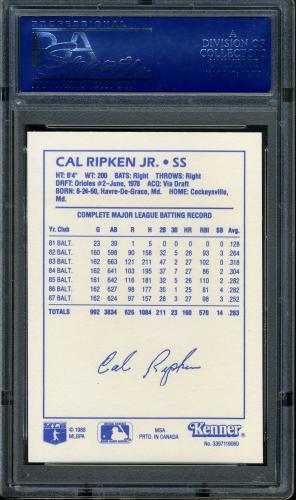 PSA
A
DIVISION OF
COLLECTORS
CAL RIPKEN JR. • SS
HT: 6'4" WT: 200 BATS: Right THROWS: Right
DRFT: Orioles #2-June, 1978 ACQ: Via Draft
BORN: 8-24-60, Havre-De-Grace, Md. HOME: Cockeysville,
Md.
COMPLETE MAJOR LEAGUE BATTING RECORD
Yr. Club G AB R H 2B 3B HR RBI SB Avg.
81 BALT. 23 39 1 5 0 0 0 0 0 .128
82 BALT. 160 598 90 158 32 5 28 93 3 .264
83 BALT. 162 663 121 211 47 2 27 102 0 .318
84 BALT. 162 641 103 195 37 7 27 86 2 .304
85 BALT. 161 642 116 181 32 5 26 110 2 .282
86 BALT. 162 627 98 177 35 1 25 81 4 .282
87 BALT. 162 624 97 157 28 3 27 98 3 .252
TOTALS 992 3834 626 1084 211 23 160 570 14 .283
Cal Ripken
© 1988
MLBPA
MSA
PRTD. IN CANADA
Kenner
No. 3397119060